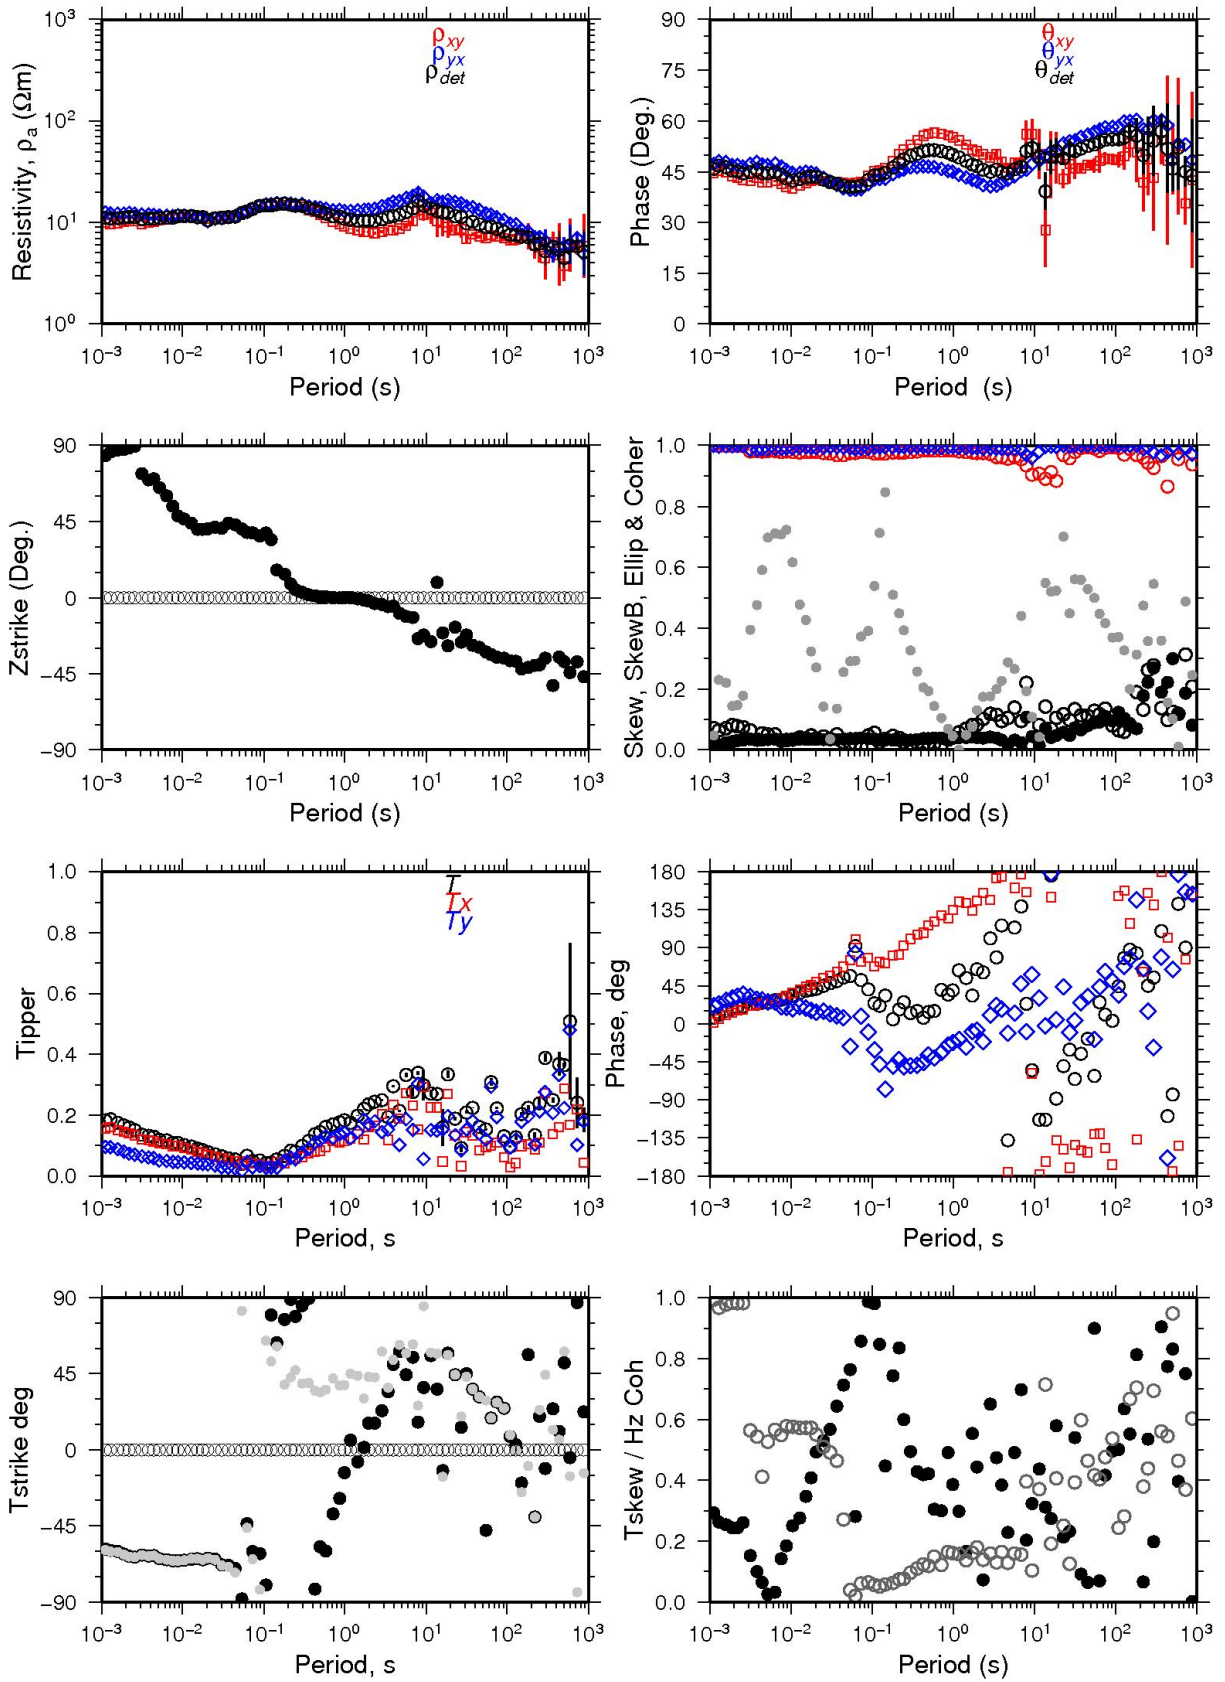 10³ 10² 10¹ 10⁰
Resistivity, ρₐ (Ωm)
ρxy
ρyx
ρdet
10⁻³ 10⁻² 10⁻¹ 10⁰ 10¹ 10² 10³
Period (s)
90 75 60 45 30 15 0
Phase (Deg.)
θxy
θyx
θdet
10⁻³ 10⁻² 10⁻¹ 10⁰ 10¹ 10² 10³
Period (s)
90 45 0 −45 −90
Zstrike (Deg.)
10⁻³ 10⁻² 10⁻¹ 10⁰ 10¹ 10² 10³
Period (s)
1.0 0.8 0.6 0.4 0.2 0.0
Skew, SkewB, Ellip & Coher
10⁻³ 10⁻² 10⁻¹ 10⁰ 10¹ 10² 10³
Period (s)
1.0 0.8 0.6 0.4 0.2 0.0
Tipper
T
Tx
Ty
10⁻³ 10⁻² 10⁻¹ 10⁰ 10¹ 10² 10³
Period, s
180 135 90 45 0 −45 −90 −135 −180
Phase, deg
10⁻³ 10⁻² 10⁻¹ 10⁰ 10¹ 10² 10³
Period, s
90 45 0 −45 −90
Tstrike deg
10⁻³ 10⁻² 10⁻¹ 10⁰ 10¹ 10² 10³
Period, s
1.0 0.8 0.6 0.4 0.2 0.0
Tskew / Hz Coh
10⁻³ 10⁻² 10⁻¹ 10⁰ 10¹ 10² 10³
Period (s)